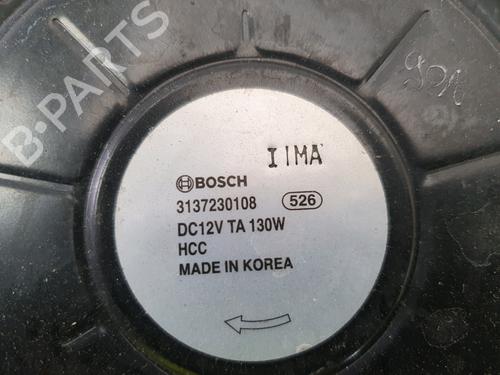 B-PARTS
IIMA
BOSCH
3137230108 526
DC12V TA 130W
HCC
MADE IN KOREA